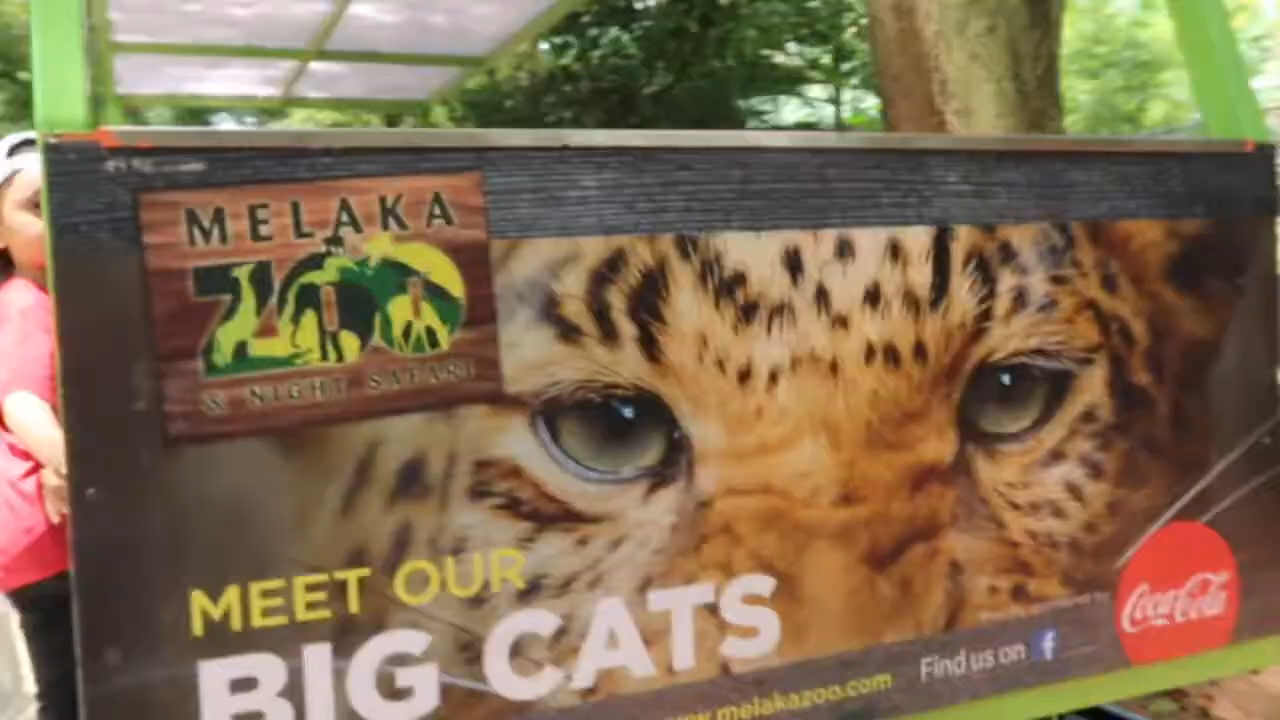 MELAKA
ZOO
& NIGHT SAFARI
MEET OUR
BIG CATS
www.melakazoo.com
Find us on f
Coca-Cola